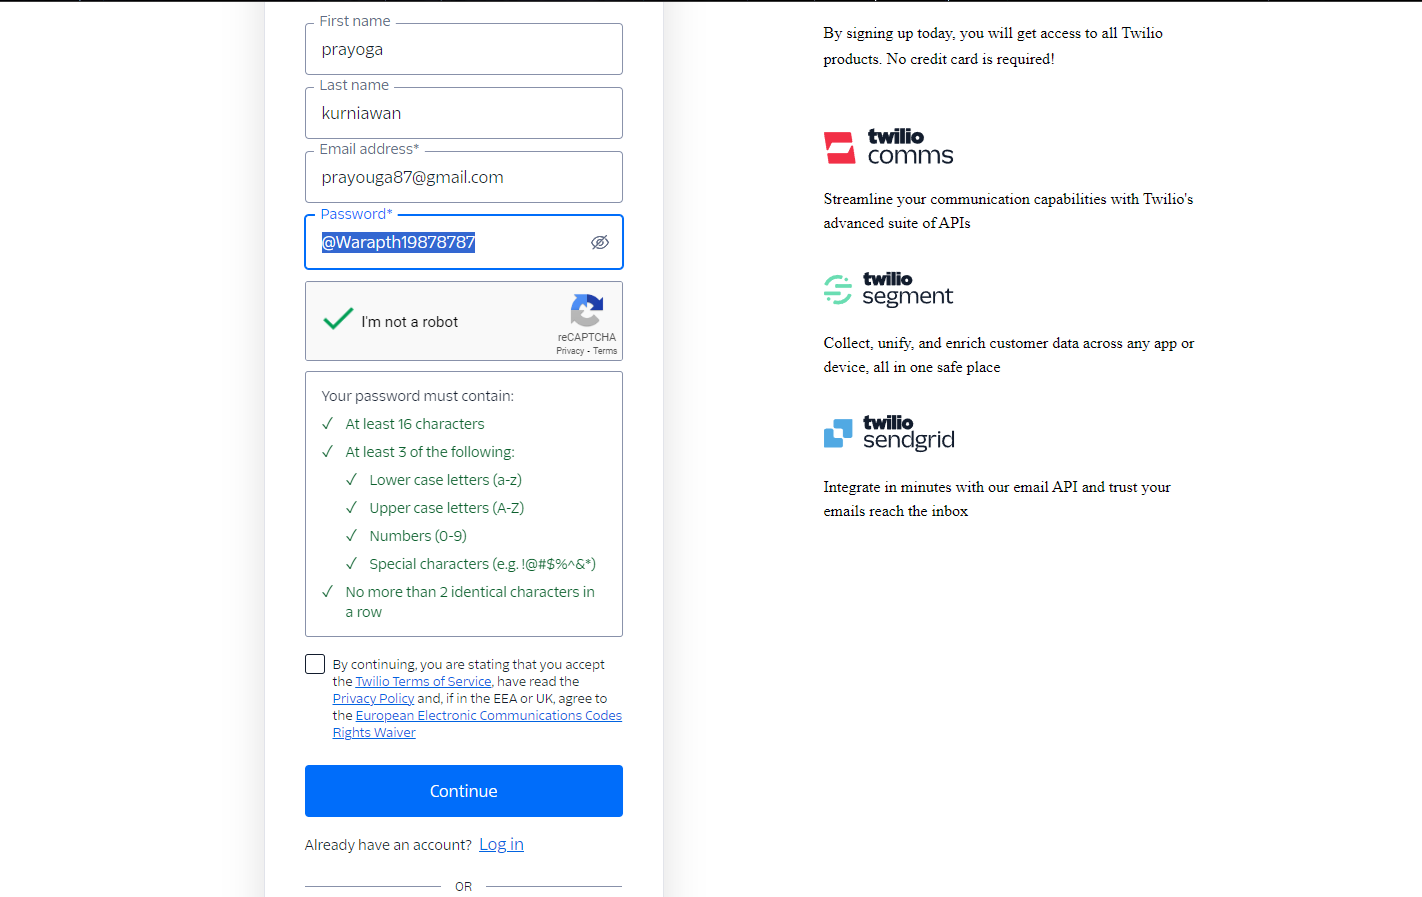 First name
prayoga
Last name
kurniawan
Email address*
prayouga87@gmail.com
Password*
@Warapth19878787
I'm not a robot
reCAPTCHA
Privacy - Terms
Your password must contain:
At least 16 characters
At least 3 of the following:
Lower case letters (a-z)
Upper case letters (A-Z)
Numbers (0-9)
Special characters (e.g. !@#$%^&*)
No more than 2 identical characters in
a row
By continuing, you are stating that you accept
the Twilio Terms of Service, have read the
Privacy Policy and, if in the EEA or UK, agree to
the European Electronic Communications Codes
Rights Waiver
Continue
Already have an account? Log in
OR
By signing up today, you will get access to all Twilio
products. No credit card is required!
twilio
comms
Streamline your communication capabilities with Twilio's
advanced suite of APIs
twilio
segment
Collect, unify, and enrich customer data across any app or
device, all in one safe place
twilio
sendgrid
Integrate in minutes with our email API and trust your
emails reach the inbox